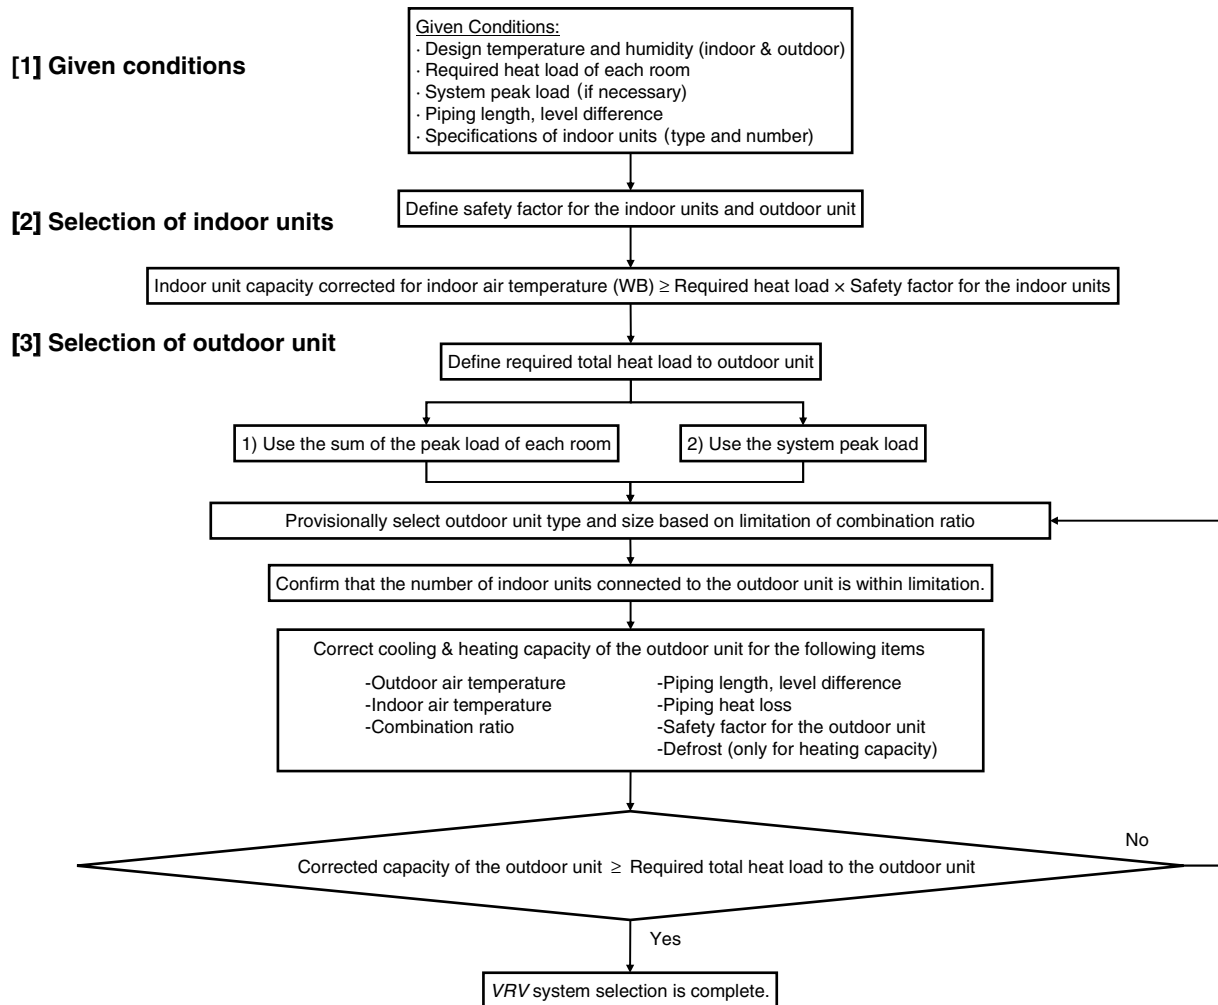 [1] Given conditions
Given Conditions:
· Design temperature and humidity (indoor & outdoor)
· Required heat load of each room
· System peak load (if necessary)
· Piping length, level difference
· Specifications of indoor units (type and number)
[2] Selection of indoor units
Define safety factor for the indoor units and outdoor unit
Indoor unit capacity corrected for indoor air temperature (WB) ≥ Required heat load × Safety factor for the indoor units
[3] Selection of outdoor unit
Define required total heat load to outdoor unit
1) Use the sum of the peak load of each room
2) Use the system peak load
Provisionally select outdoor unit type and size based on limitation of combination ratio
Confirm that the number of indoor units connected to the outdoor unit is within limitation.
Correct cooling & heating capacity of the outdoor unit for the following items
-Outdoor air temperature
-Indoor air temperature
-Combination ratio
-Piping length, level difference
-Piping heat loss
-Safety factor for the outdoor unit
-Defrost (only for heating capacity)
Corrected capacity of the outdoor unit ≥ Required total heat load to the outdoor unit
No
Yes
VRV system selection is complete.